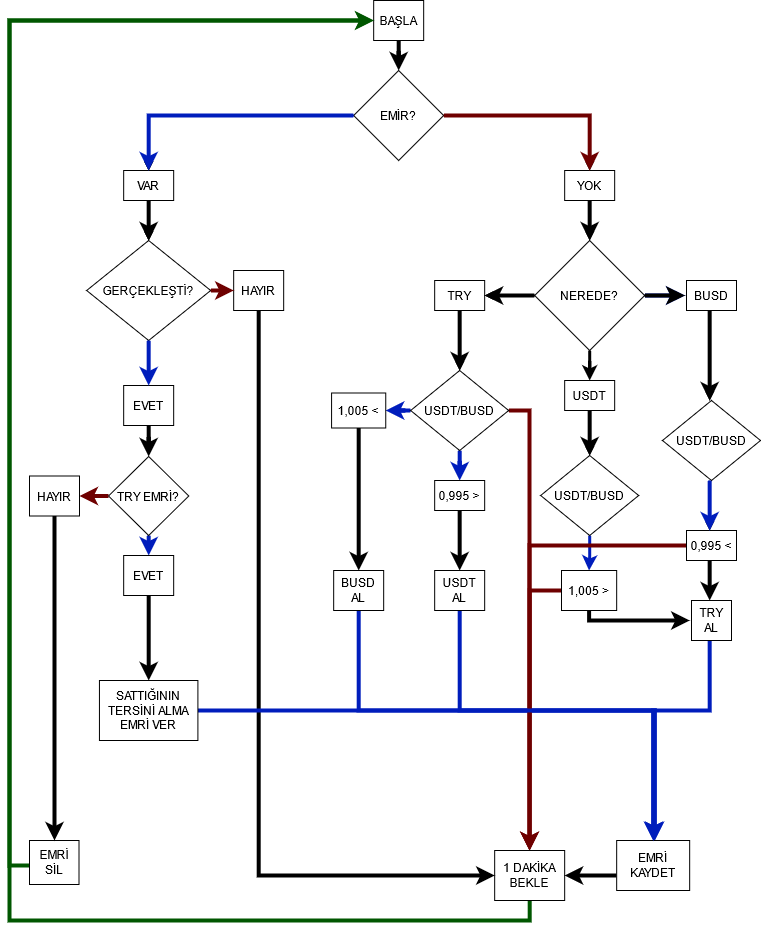 BAŞLA
EMİR?
VAR
YOK
GERÇEKLEŞTİ?
HAYIR
TRY
NEREDE?
BUSD
EVET
1,005 <
USDT/BUSD
USDT
USDT/BUSD
HAYIR
TRY EMRİ?
0,995 >
USDT/BUSD
0,995 <
EVET
BUSD
AL
USDT
AL
1,005 >
TRY
AL
SATTIĞININ
TERSİNİ ALMA
EMRİ VER
EMRİ
SİL
1 DAKİKA
BEKLE
EMRİ
KAYDET